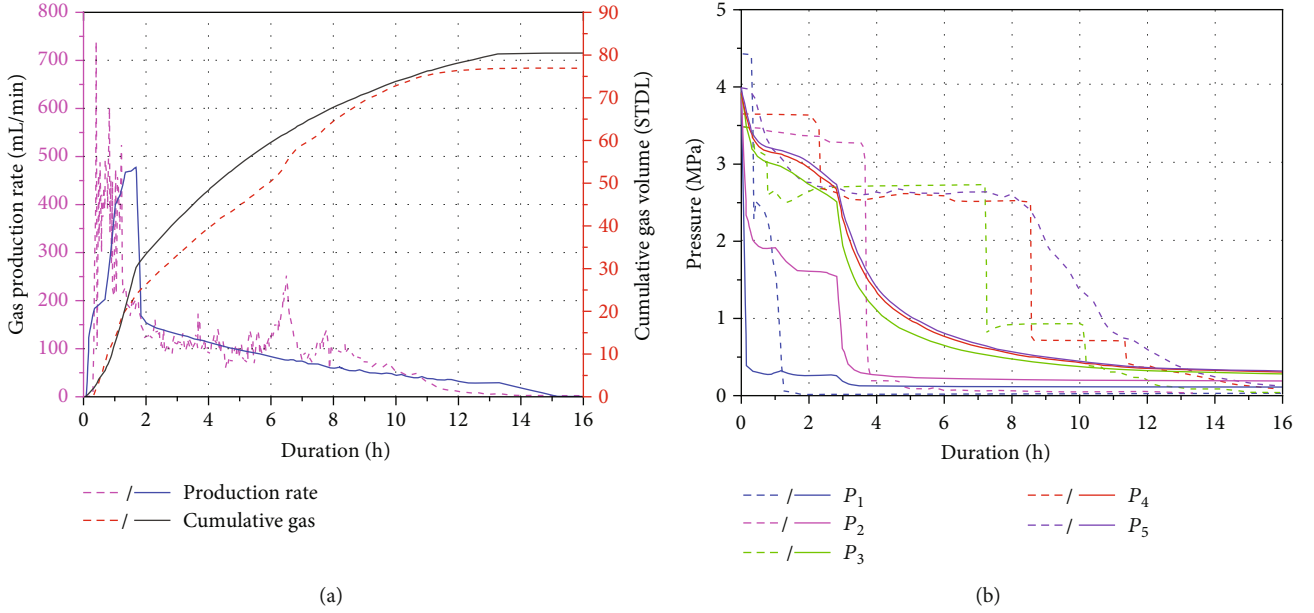 800
700
600
500
400
300
200
100
0
Gas production rate (mL/min)
90
80
70
60
50
40
30
20
10
0
Cumulative gas volume (STDL)
0 2 4 6 8 10 12 14 16
Duration (h)
/ Production rate
/ Cumulative gas
(a)
5
4
3
2
1
0
Pressure (MPa)
0 2 4 6 8 10 12 14 16
Duration (h)
/ P1
/ P2
/ P3
/ P4
/ P5
(b)